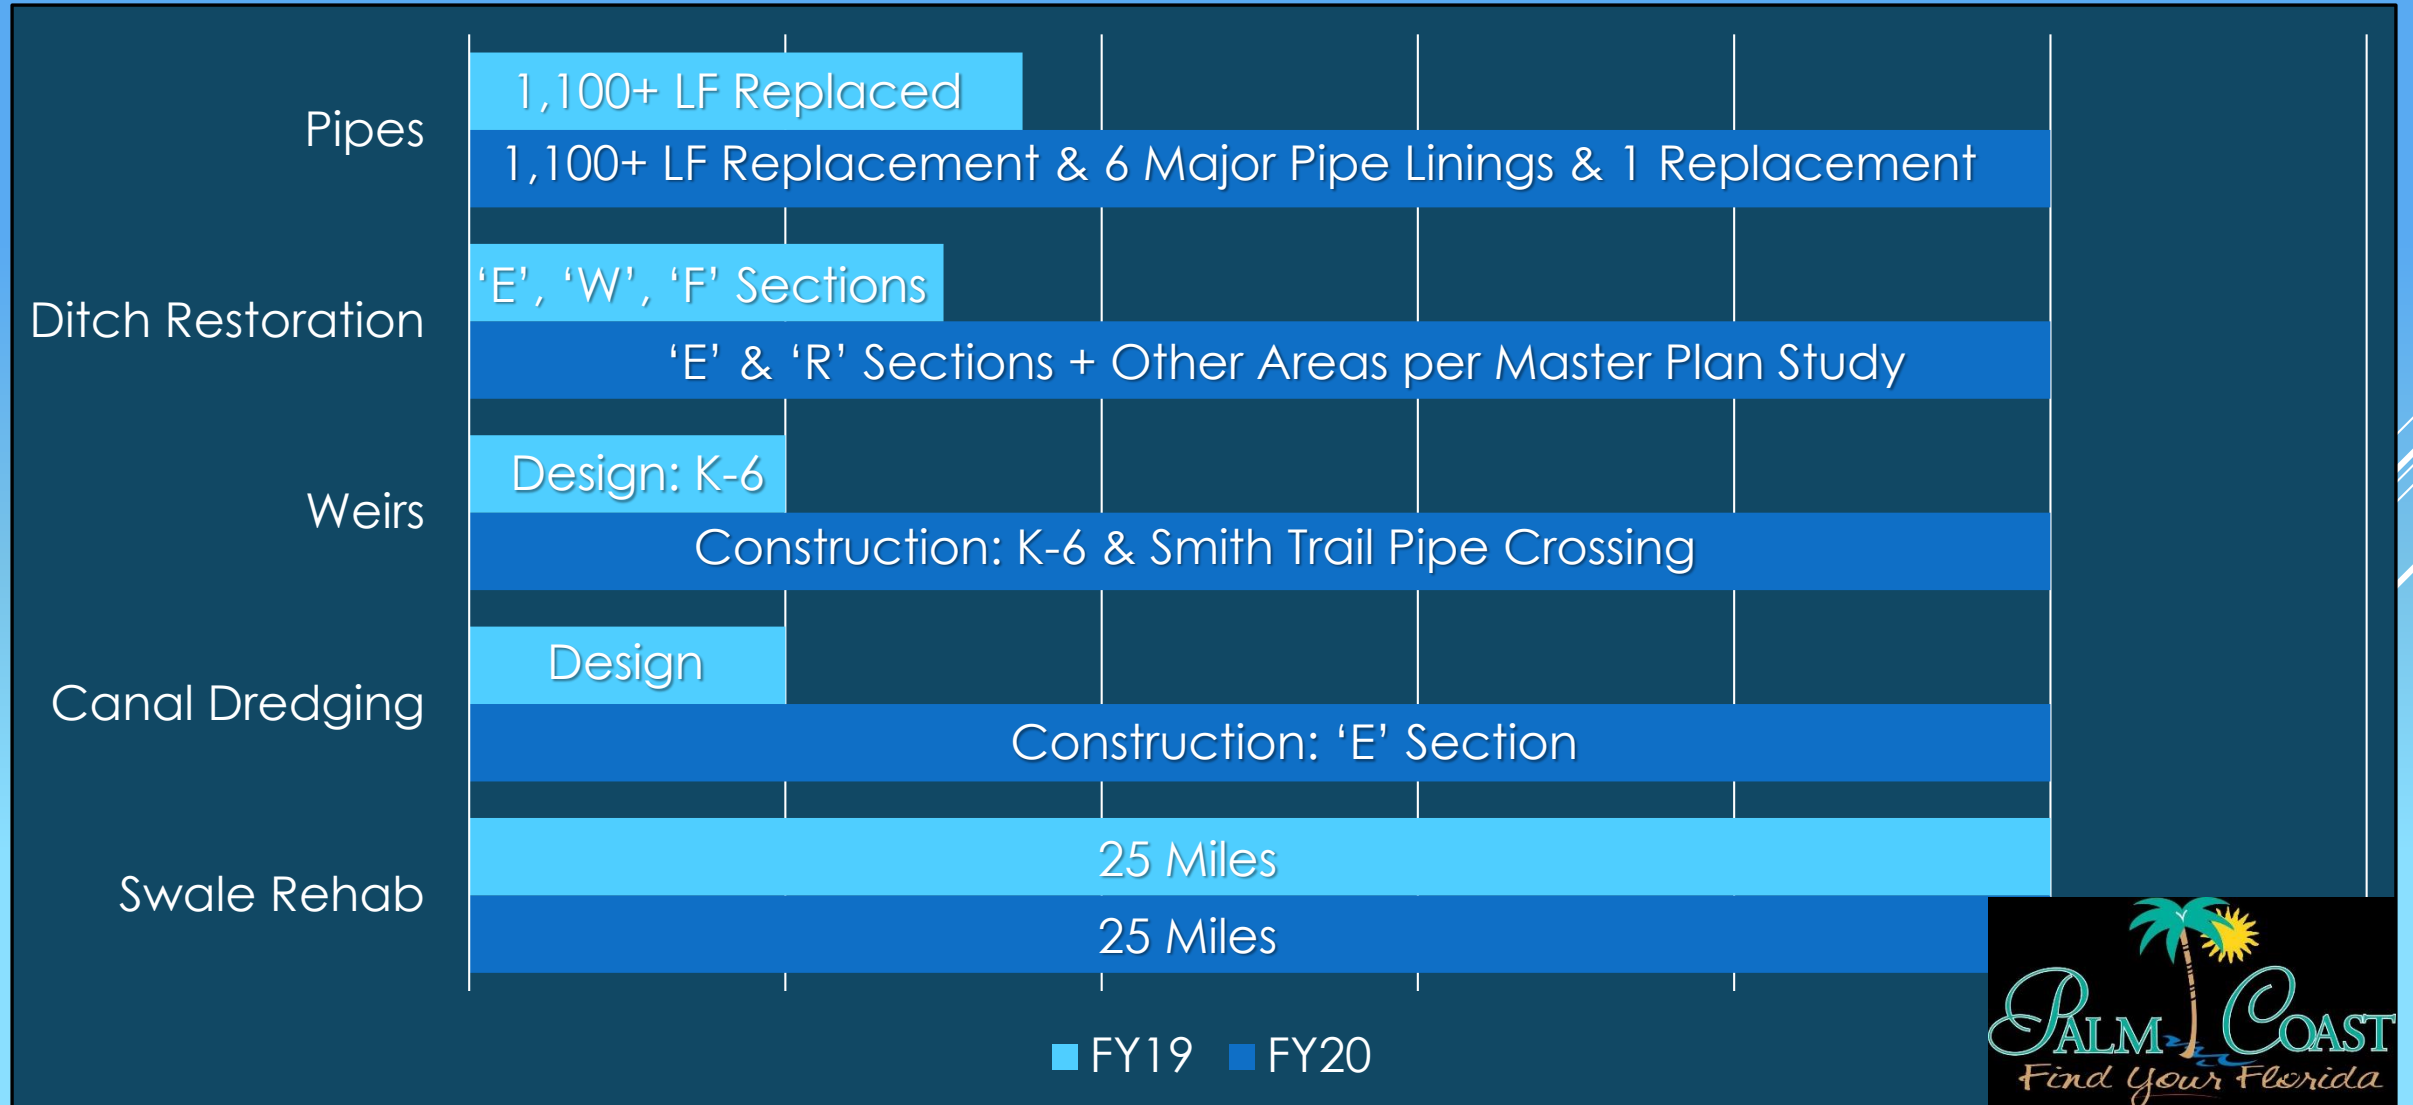 Pipes
1,100+ LF Replaced
1,100+ LF Replacement & 6 Major Pipe Linings & 1 Replacement
Ditch Restoration
‘E’, ‘W’, ‘F’ Sections
‘E’ & ‘R’ Sections + Other Areas per Master Plan Study
Weirs
Design: K-6
Construction: K-6 & Smith Trail Pipe Crossing
Canal Dredging
Design
Construction: ‘E’ Section
Swale Rehab
25 Miles
25 Miles
FY19 FY20
PALM COAST
Find Your Florida